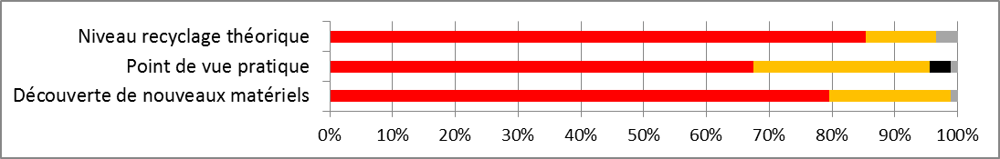 Niveau recyclage théorique
Point de vue pratique
Découverte de nouveaux matériels
0% 10% 20% 30% 40% 50% 60% 70% 80% 90% 100%